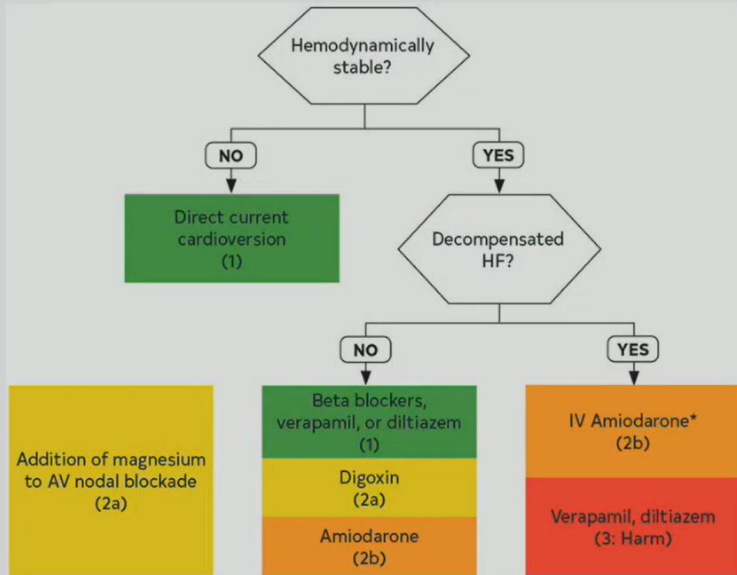 Hemodynamically
stable?
NO
YES
Direct current
cardioversion
(1)
Decompensated
HF?
NO
YES
Addition of magnesium
to AV nodal blockade
(2a)
Beta blockers,
verapamil, or diltiazem
(1)
Digoxin
(2a)
Amiodarone
(2b)
IV Amiodarone*
(2b)
Verapamil, diltiazem
(3: Harm)